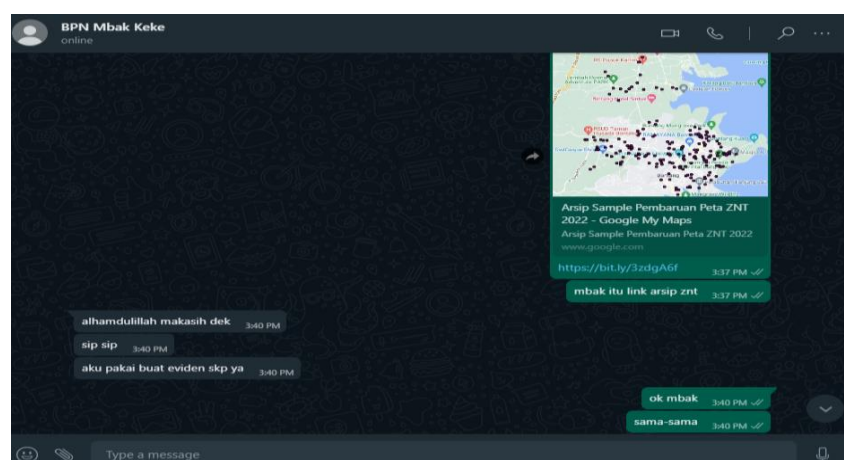 BPN Mbak Keke
online
Arsip Sample Pembaruan Peta ZNT
2022 - Google My Maps
Arsip Sample Pembaruan Peta ZNT 2022
www.google.com
https://bit.ly/3zdgA6f
3:37 PM
mbak itu link arsip znt
3:37 PM
alhamdulillah makasih dek
3:40 PM
sip sip
3:40 PM
aku pakai buat eviden skp ya
3:40 PM
ok mbak
3:40 PM
sama-sama
3:40 PM
Type a message